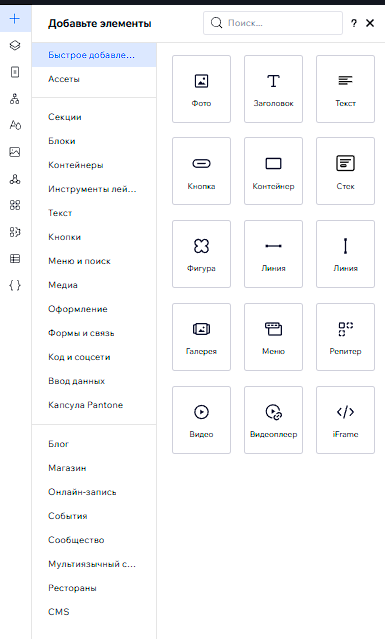 Добавьте элементы
Поиск...
?
Быстрое добавле...
Ассеты
Секции
Блоки
Контейнеры
Инструменты лей...
Текст
Кнопки
Меню и поиск
Медиа
Оформление
Формы и связь
Код и соцсети
Ввод данных
Капсула Pantone
Блог
Магазин
Онлайн-запись
События
Сообщество
Мультиязычный с...
Рестораны
CMS
Фото
Заголовок
Текст
Кнопка
Контейнер
Стек
Фигура
Линия
Линия
Галерея
Меню
Репитер
Видео
Видеоплеер
iFrame